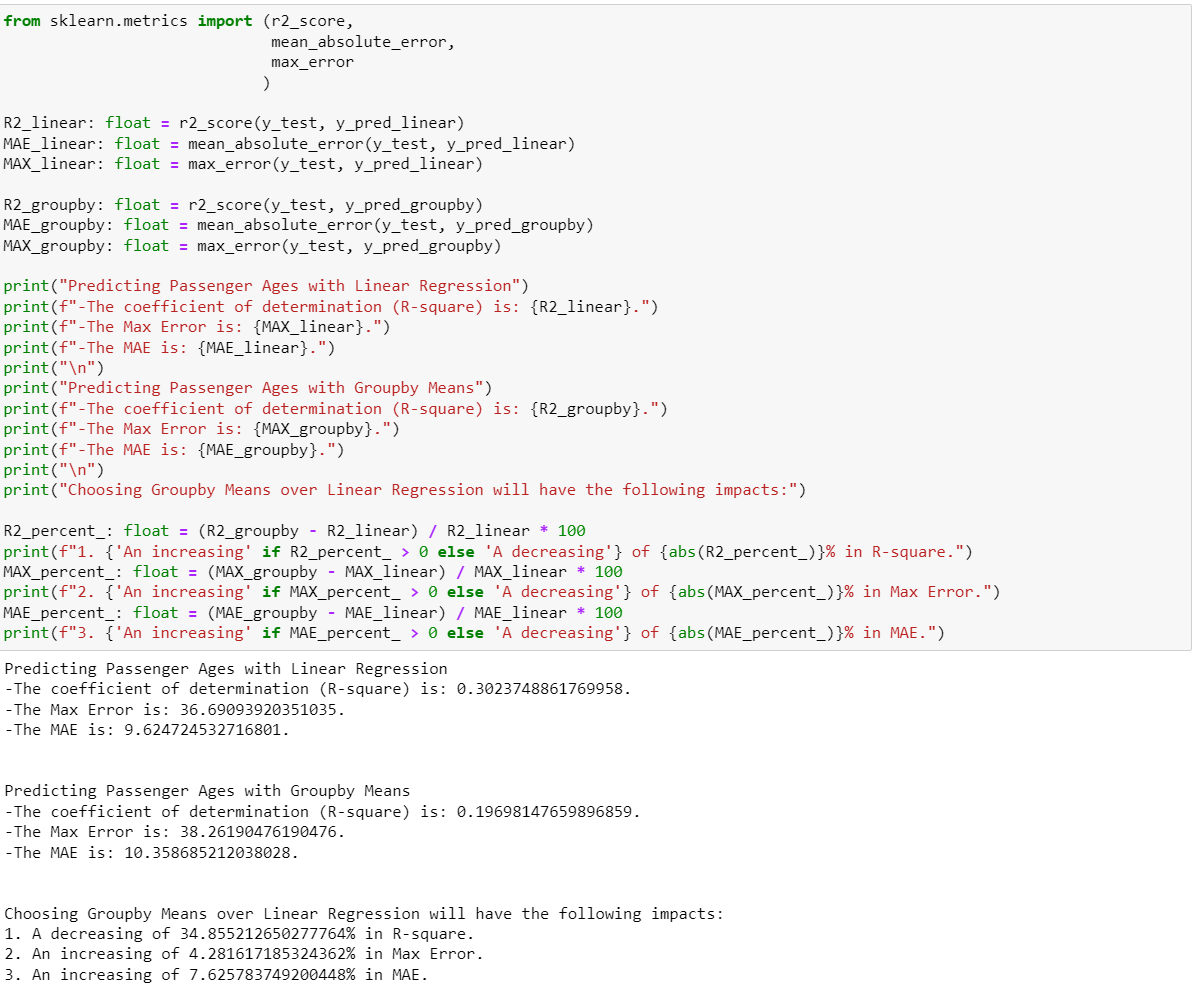 from sklearn.metrics import (r2_score,
                             mean_absolute_error,
                             max_error
                            )

R2_linear: float = r2_score(y_test, y_pred_linear)
MAE_linear: float = mean_absolute_error(y_test, y_pred_linear)
MAX_linear: float = max_error(y_test, y_pred_linear)

R2_groupby: float = r2_score(y_test, y_pred_groupby)
MAE_groupby: float = mean_absolute_error(y_test, y_pred_groupby)
MAX_groupby: float = max_error(y_test, y_pred_groupby)

print("Predicting Passenger Ages with Linear Regression")
print(f"-The coefficient of determination (R-square) is: {R2_linear}.")
print(f"-The Max Error is: {MAX_linear}.")
print(f"-The MAE is: {MAE_linear}.")
print("\n")
print("Predicting Passenger Ages with Groupby Means")
print(f"-The coefficient of determination (R-square) is: {R2_groupby}.")
print(f"-The Max Error is: {MAX_groupby}.")
print(f"-The MAE is: {MAE_groupby}.")
print("\n")
print("Choosing Groupby Means over Linear Regression will have the following impacts:")

R2_percent_: float = (R2_groupby - R2_linear) / R2_linear * 100
print(f"1. {'An increasing' if R2_percent_ > 0 else 'A decreasing'} of {abs(R2_percent_)}% in R-square.")
MAX_percent_: float = (MAX_groupby - MAX_linear) / MAX_linear * 100
print(f"2. {'An increasing' if MAX_percent_ > 0 else 'A decreasing'} of {abs(MAX_percent_)}% in Max Error.")
MAE_percent_: float = (MAE_groupby - MAE_linear) / MAE_linear * 100
print(f"3. {'An increasing' if MAE_percent_ > 0 else 'A decreasing'} of {abs(MAE_percent_)}% in MAE.")
Predicting Passenger Ages with Linear Regression
-The coefficient of determination (R-square) is: 0.3023748861769958.
-The Max Error is: 36.69093920351035.
-The MAE is: 9.624724532716801.

Predicting Passenger Ages with Groupby Means
-The coefficient of determination (R-square) is: 0.19698147659896859.
-The Max Error is: 38.26190476190476.
-The MAE is: 10.358685212038028.

Choosing Groupby Means over Linear Regression will have the following impacts:
1. A decreasing of 34.855212650277764% in R-square.
2. An increasing of 4.281617185324362% in Max Error.
3. An increasing of 7.625783749200448% in MAE.